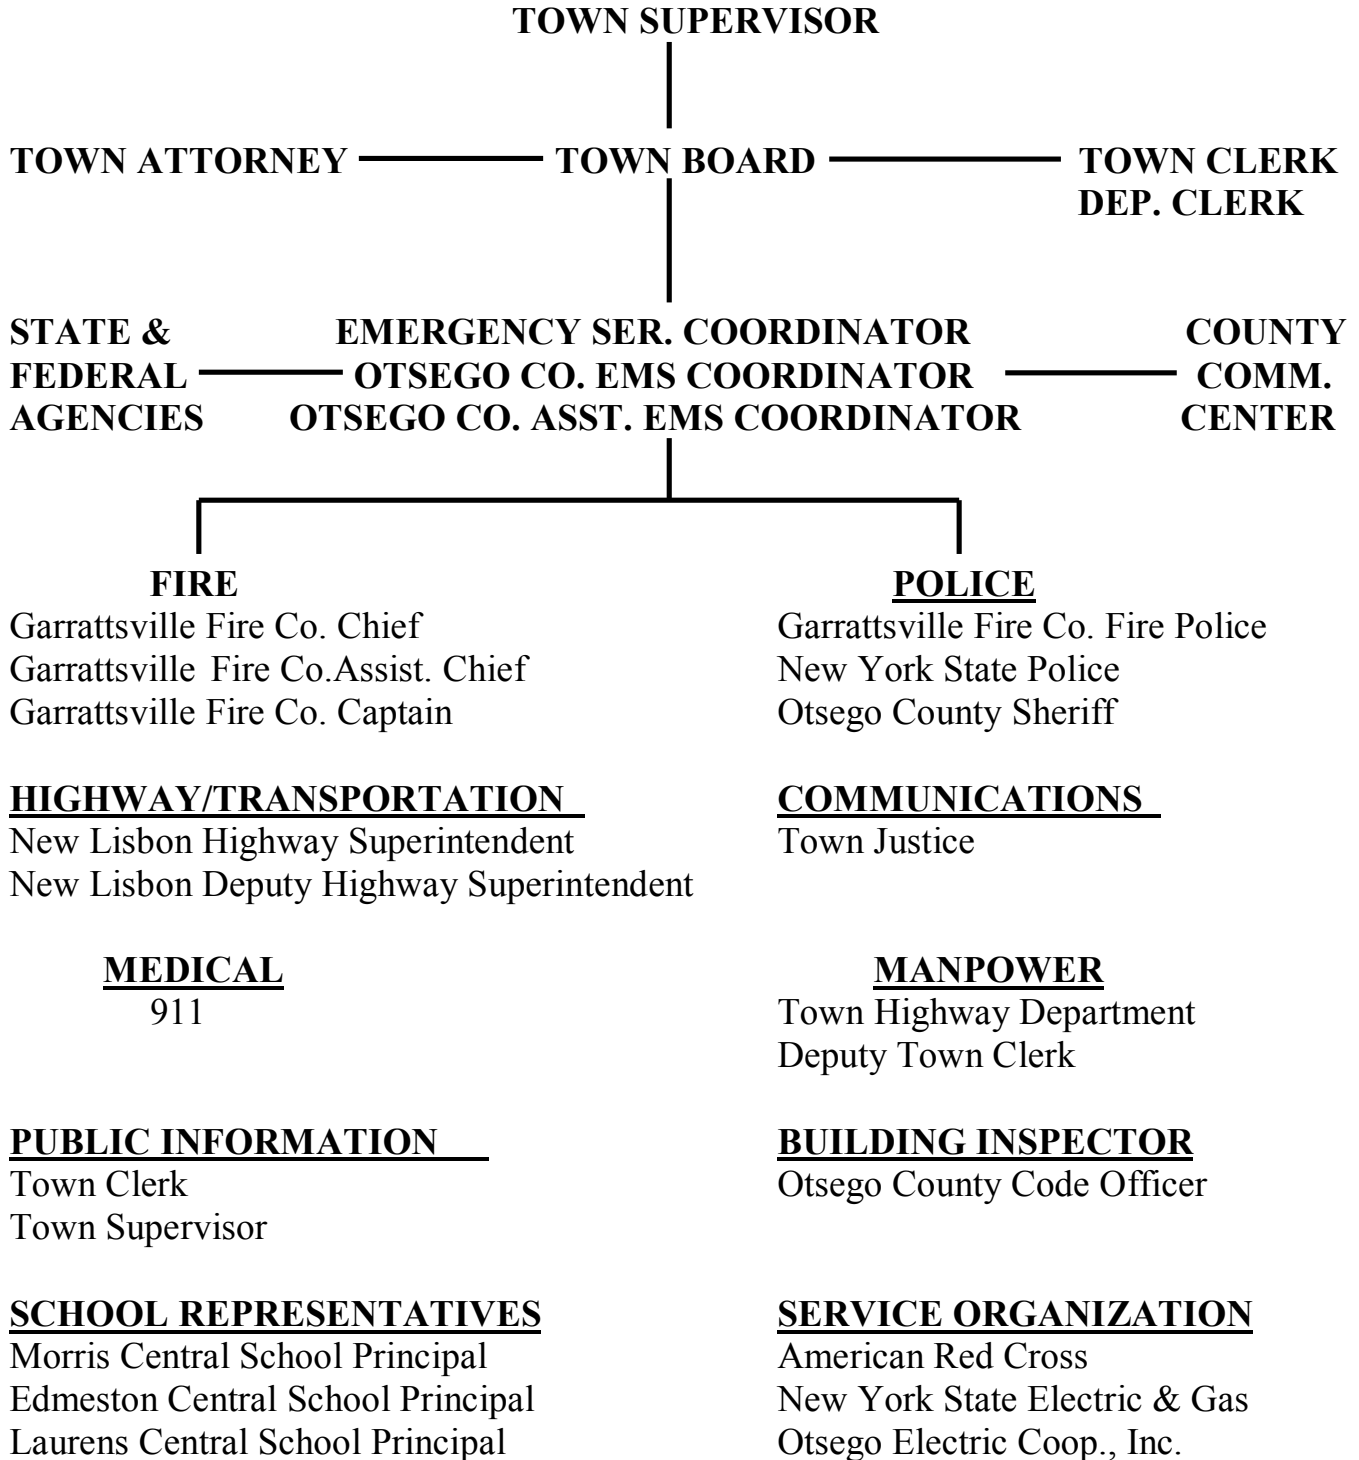 TOWN SUPERVISOR
TOWN ATTORNEY TOWN BOARD TOWN CLERK
DEP. CLERK
STATE & EMERGENCY SER. COORDINATOR COUNTY
FEDERAL OTSEGO CO. EMS COORDINATOR COMM.
AGENCIES OTSEGO CO. ASST. EMS COORDINATOR CENTER
FIRE POLICE
Garrattsville Fire Co. Chief Garrattsville Fire Co. Fire Police
Garrattsville Fire Co.Assist. Chief New York State Police
Garrattsville Fire Co. Captain Otsego County Sheriff
HIGHWAY/TRANSPORTATION COMMUNICATIONS
New Lisbon Highway Superintendent Town Justice
New Lisbon Deputy Highway Superintendent
MEDICAL MANPOWER
911 Town Highway Department
Deputy Town Clerk
PUBLIC INFORMATION BUILDING INSPECTOR
Town Clerk Otsego County Code Officer
Town Supervisor
SCHOOL REPRESENTATIVES SERVICE ORGANIZATION
Morris Central School Principal American Red Cross
Edmeston Central School Principal New York State Electric & Gas
Laurens Central School Principal Otsego Electric Coop., Inc.